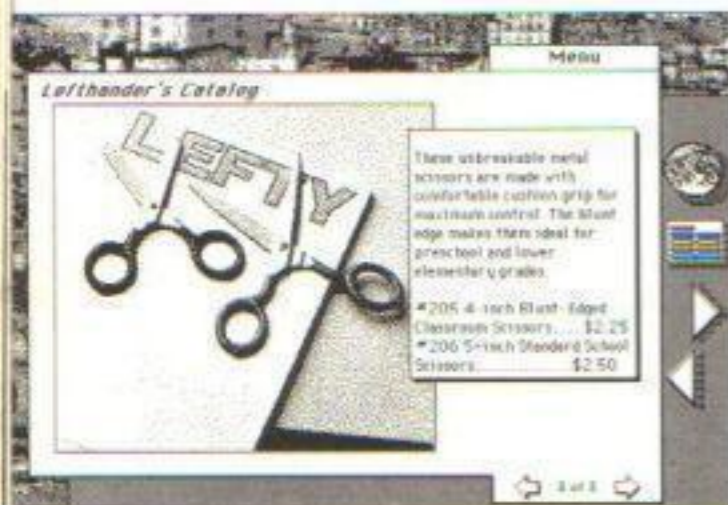 Menu
Lefthander's Catalog
LEFTY
These unbreakable metal
scissors are made with
comfortable cushion grip for
maximum control. The blunt
edge makes them ideal for
preschool and lower
elementary grades.
#205 4-inch Blunt-Edged
Classroom Scissors.... $2.25
#206 5-inch Standard School
Scissors $2.50
of